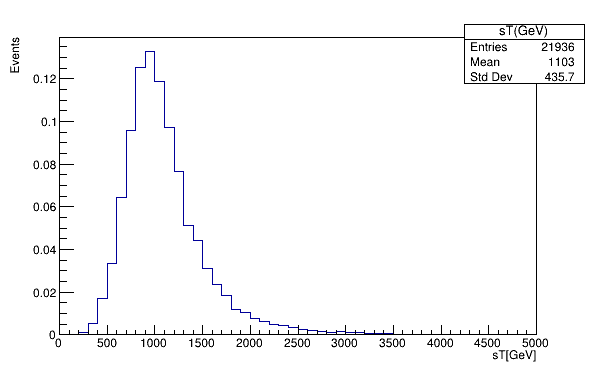 sT(GeV)
Entries 21936
Mean 1103
Std Dev 435.7
Events
0.12
0.1
0.08
0.06
0.04
0.02
0
0 500 1000 1500 2000 2500 3000 3500 4000 4500 5000
sT[GeV]